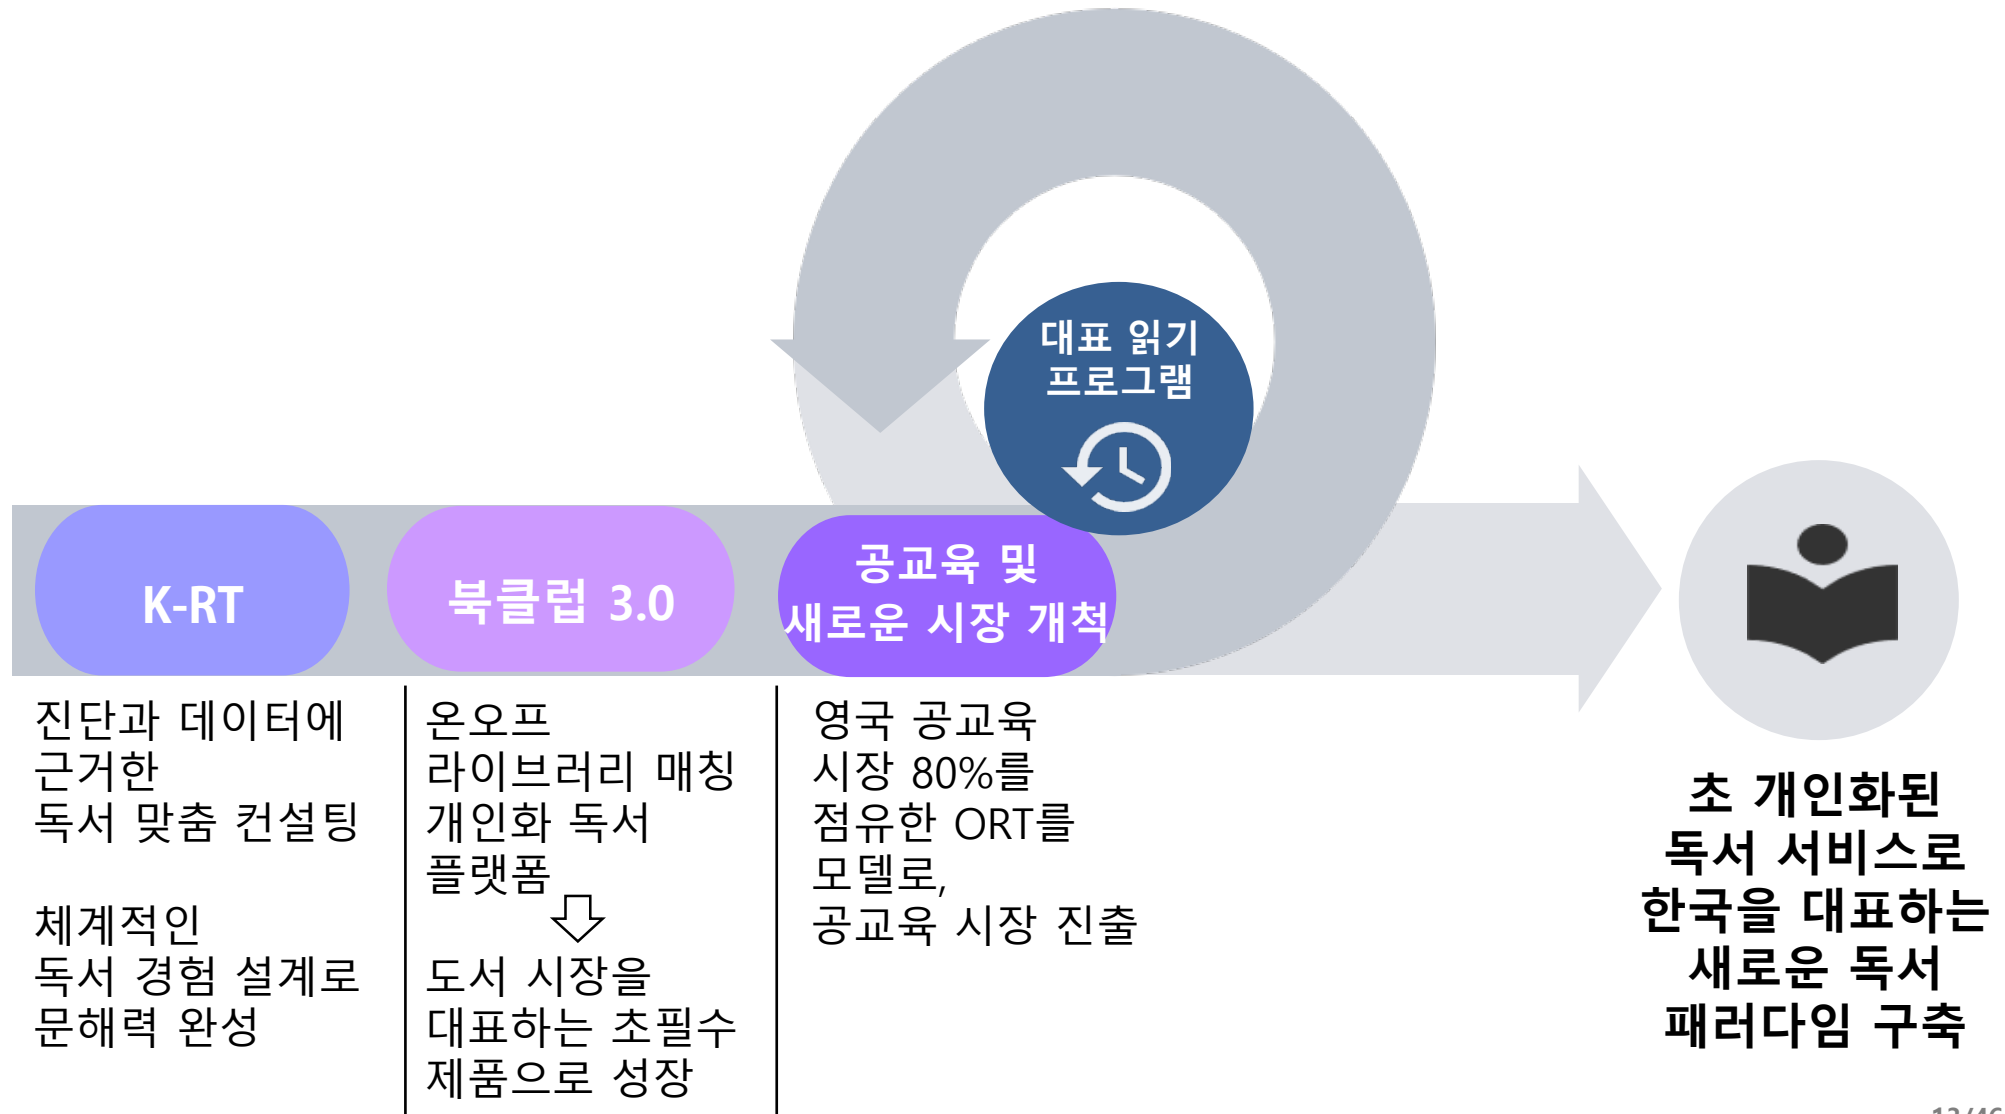 대표 읽기
프로그램
K-RT
북클럽 3.0
공교육 및
새로운 시장 개척
진단과 데이터에
근거한
독서 맞춤 컨설팅
체계적인
독서 경험 설계로
문해력 완성
온오프
라이브러리 매칭
개인화 독서
플랫폼
도서 시장을
대표하는 초필수
제품으로 성장
영국 공교육
시장 80%를
점유한 ORT를
모델로,
공교육 시장 진출
초 개인화된
독서 서비스로
한국을 대표하는
새로운 독서
패러다임 구축